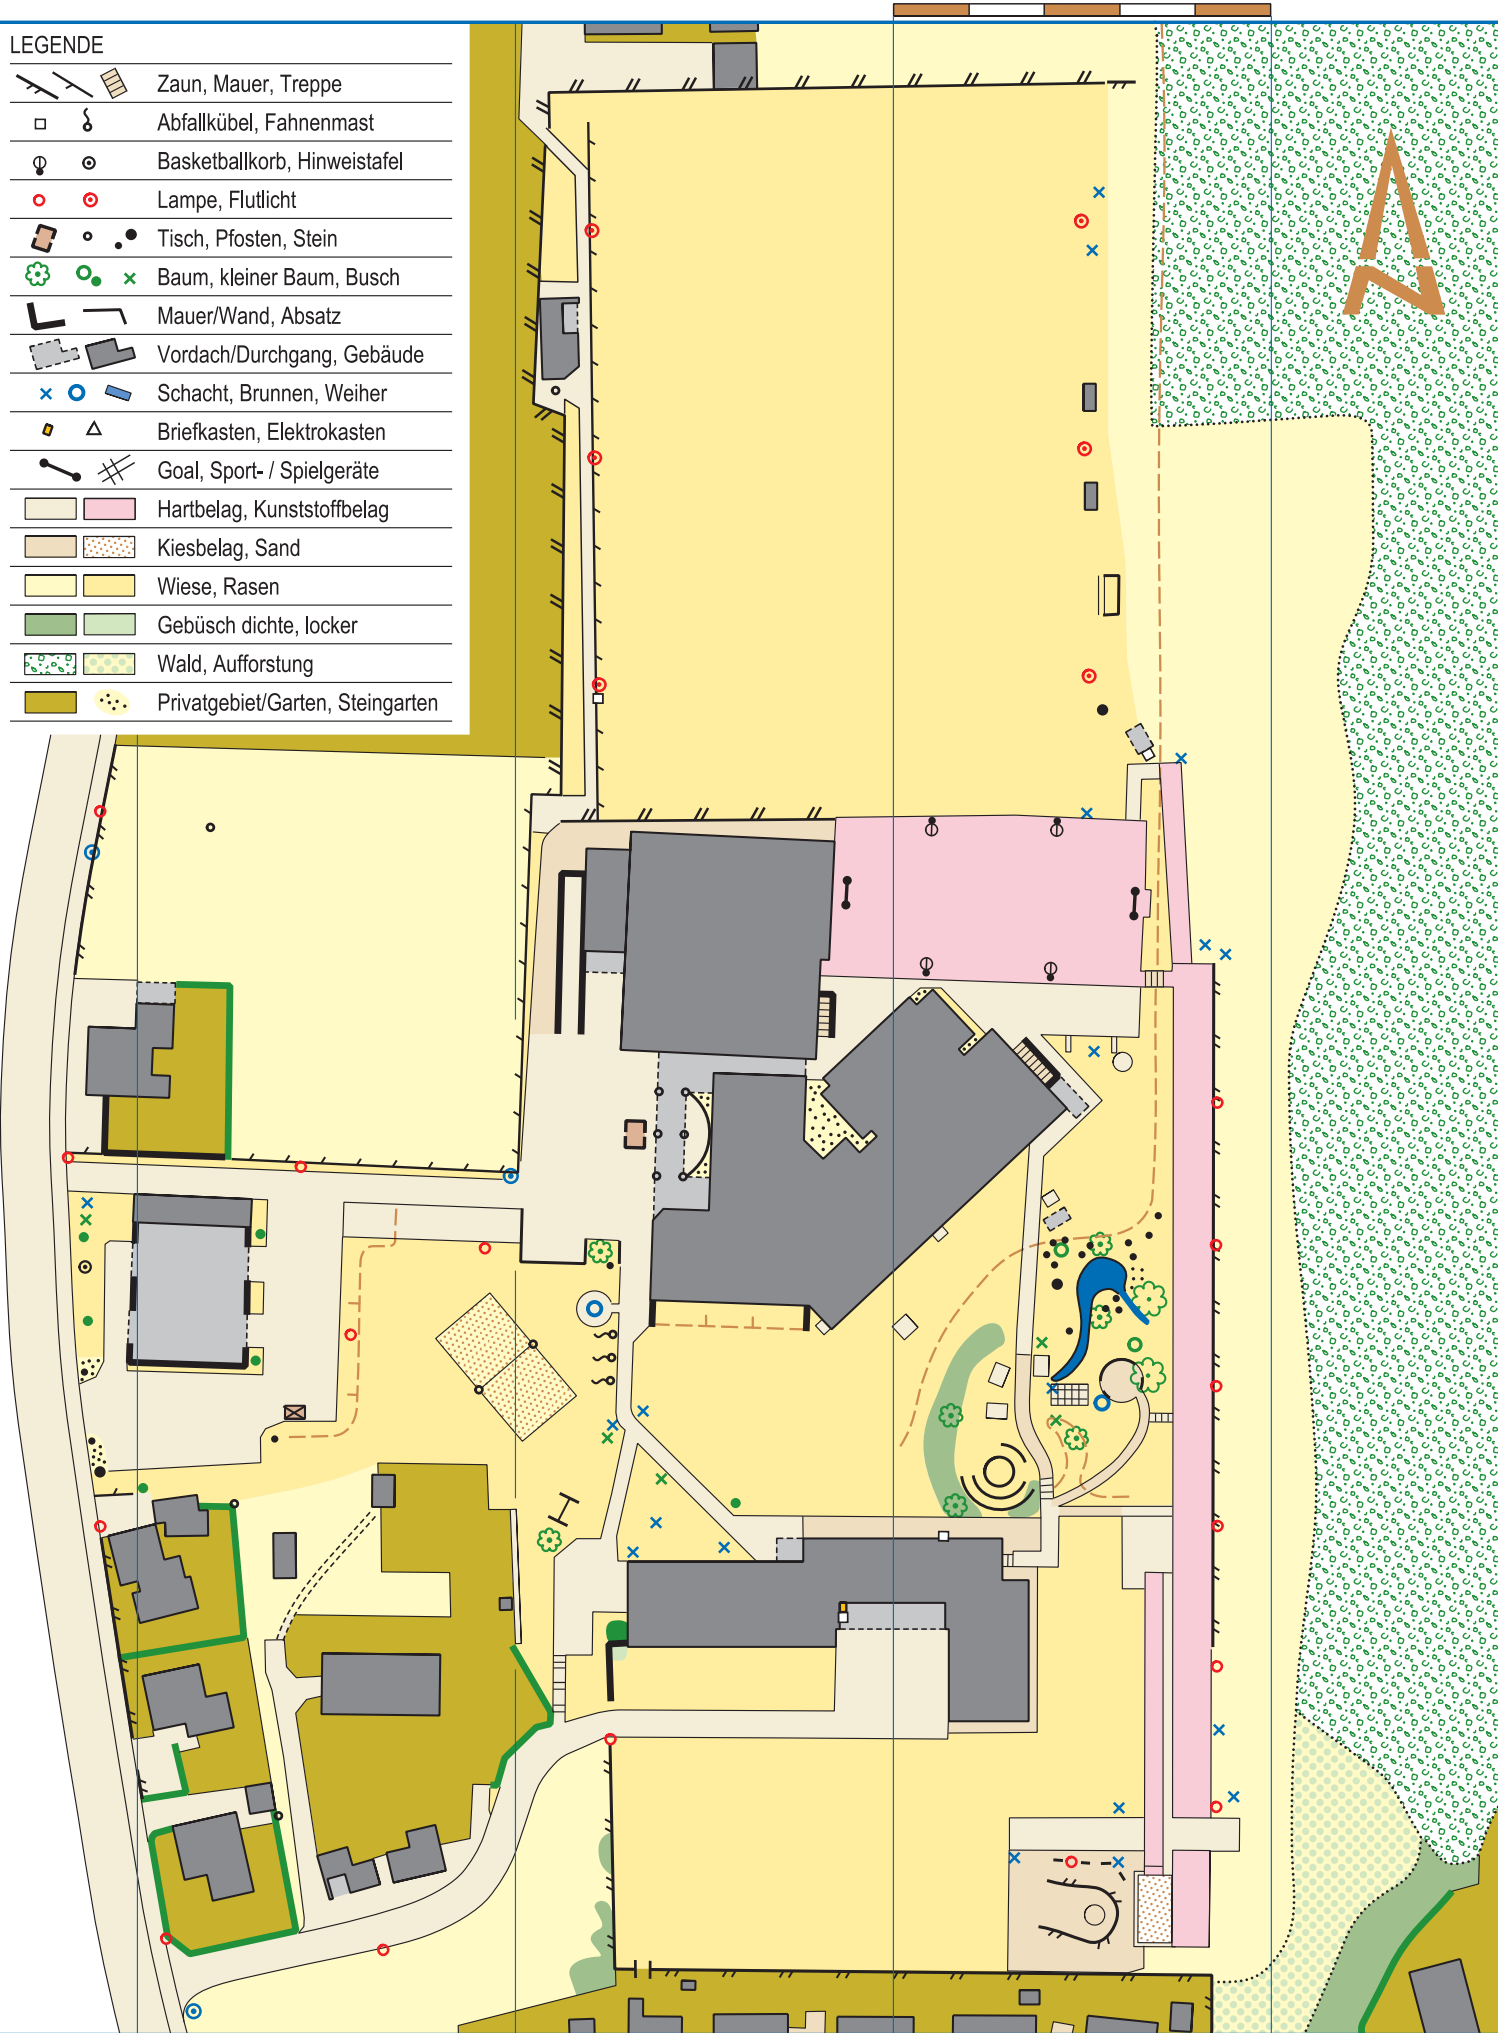 LEGENDE
Zaun, Mauer, Treppe
Abfallkübel, Fahnenmast
Basketballkorb, Hinweistafel
Lampe, Flutlicht
Tisch, Pfosten, Stein
Baum, kleiner Baum, Busch
Mauer/Wand, Absatz
Vordach/Durchgang, Gebäude
Schacht, Brunnen, Weiher
Briefkasten, Elektrokasten
Goal, Sport- / Spielgeräte
Hartbelag, Kunststoffbelag
Kiesbelag, Sand
Wiese, Rasen
Gebüsch dichte, locker
Wald, Aufforstung
Privatgebiet/Garten, Steingarten